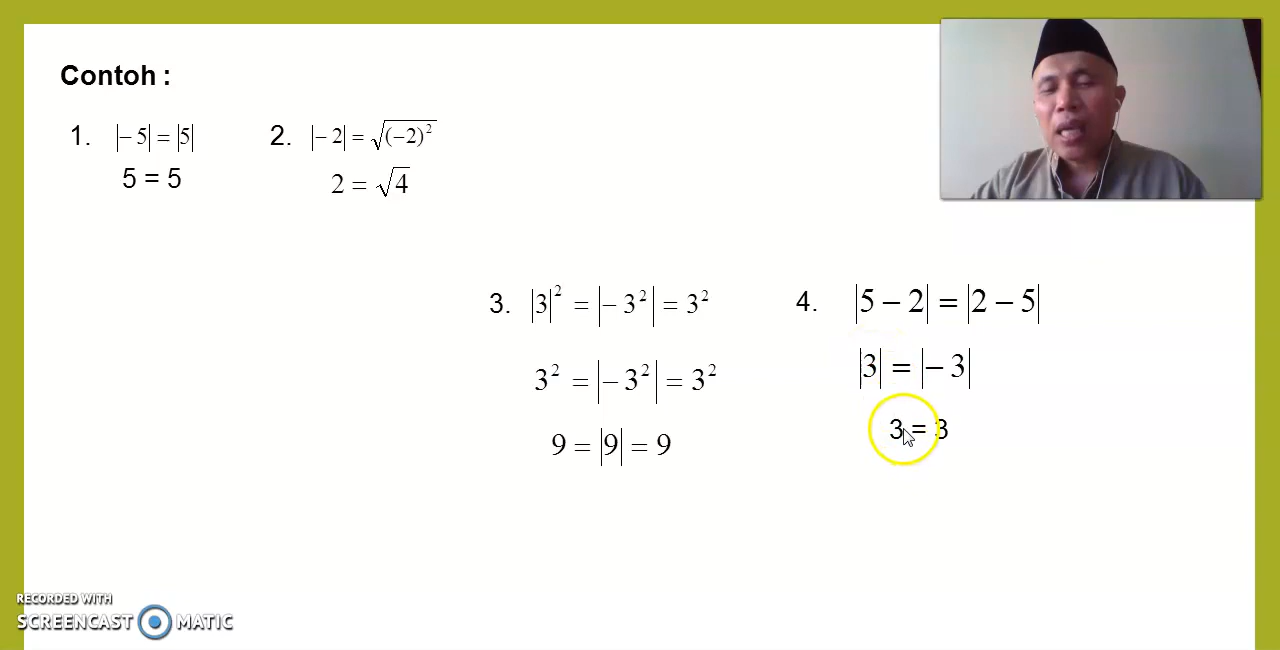 Contoh :
1. |– 5| = |5|
5 = 5
2. |– 2| = √(–2)²
2 = √4
3. |3|² = |– 3²| = 3²
3² = |– 3²| = 3²
9 = |9| = 9
4. |5 – 2| = |2 – 5|
|3| = |– 3|
3 = 3
RECORDED WITH
SCREENCAST MATIC